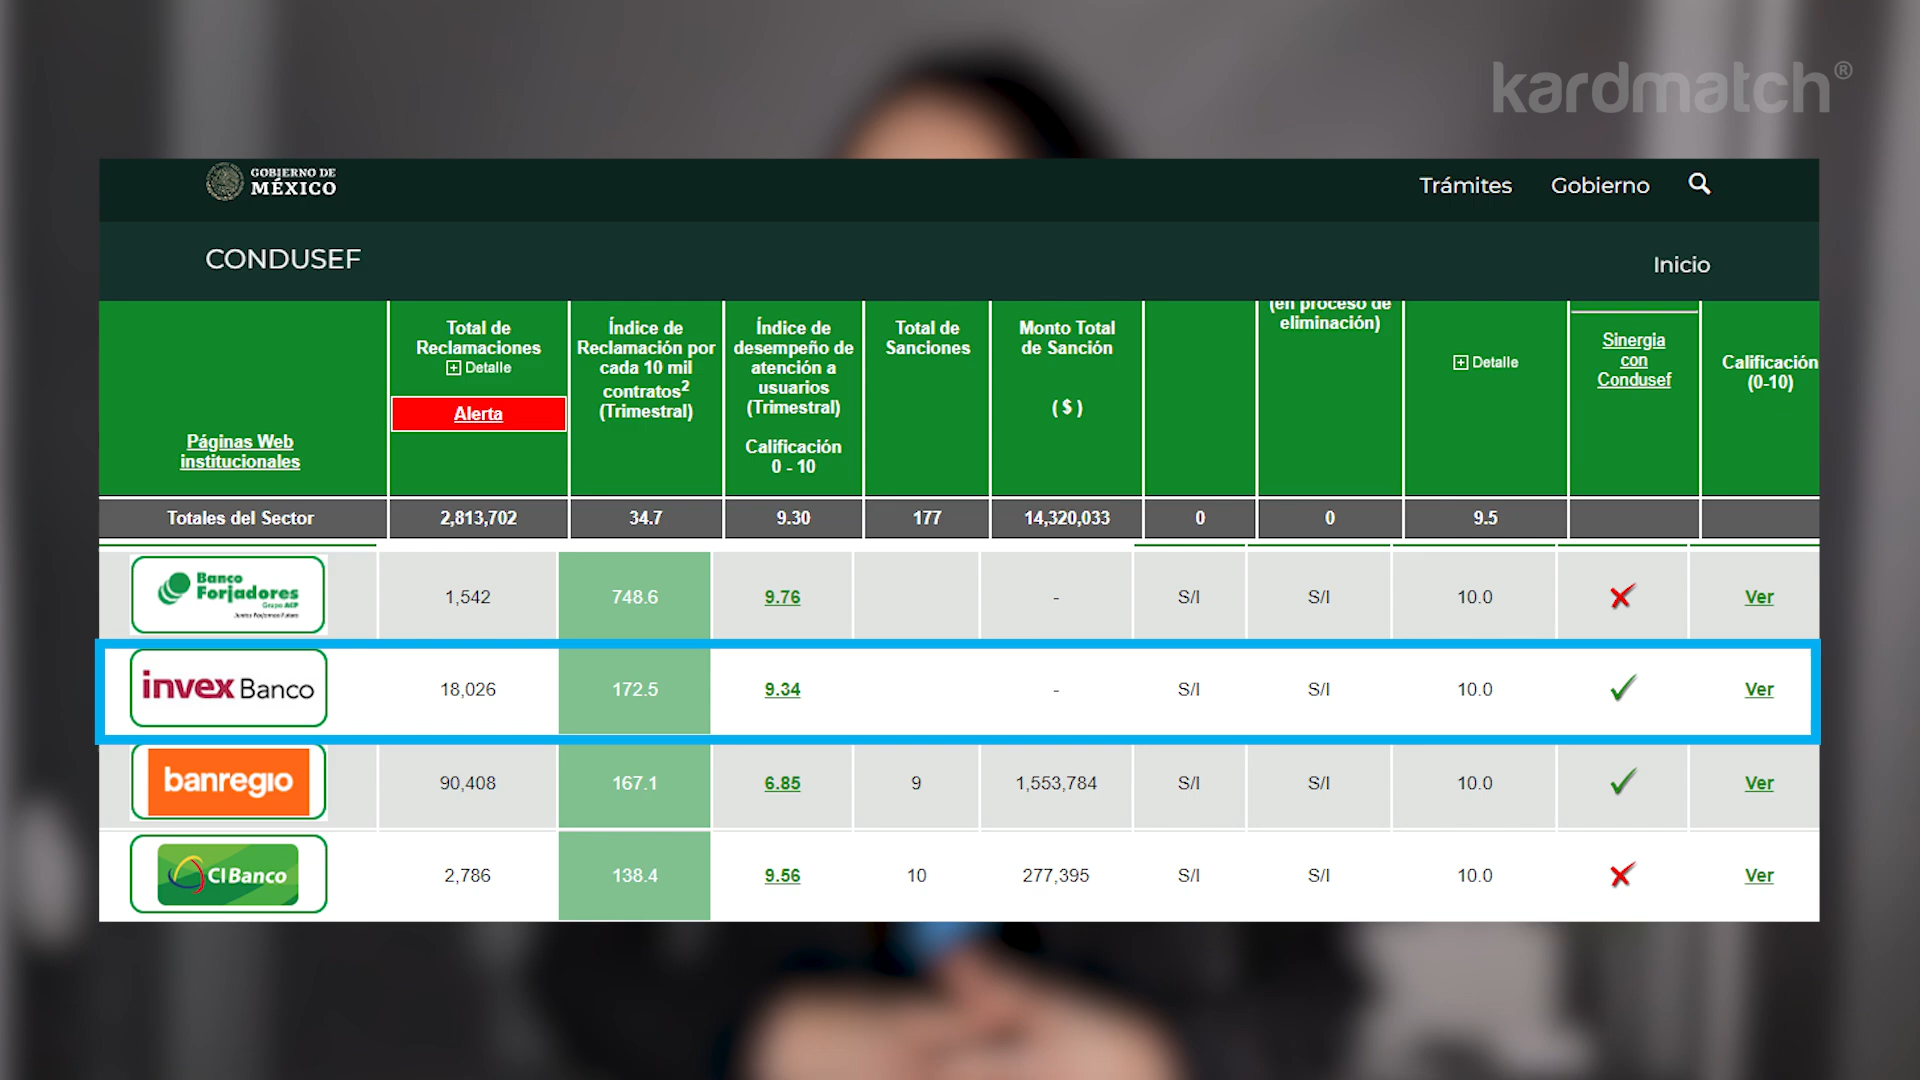 kardmatch®
GOBIERNO DE
MÉXICO
Trámites Gobierno
CONDUSEF
Inicio
Páginas Web
institucionales
Total de
Reclamaciones
Detalle
Alerta
Índice de
Reclamación por
cada 10 mil
contratos2
(Trimestral)
Índice de
desempeño de
atención a
usuarios
(Trimestral)
Calificación
0 - 10
Total de
Sanciones
Monto Total
de Sanción
( $ )
(en proceso de
eliminación)
Detalle
Sinergia
con
Condusef
Calificación
(0-10)
Totales del Sector 2,813,702 34.7 9.30 177 14,320,033 0 0 9.5
Banco
Forjadores
Grupo ACP
Juntos Forjamos Futuro
1,542 748.6 9.76 - S/I S/I 10.0 Ver
invex Banco 18,026 172.5 9.34 - S/I S/I 10.0 Ver
banregio 90,408 167.1 6.85 9 1,553,784 S/I S/I 10.0 Ver
CIBanco 2,786 138.4 9.56 10 277,395 S/I S/I 10.0 Ver